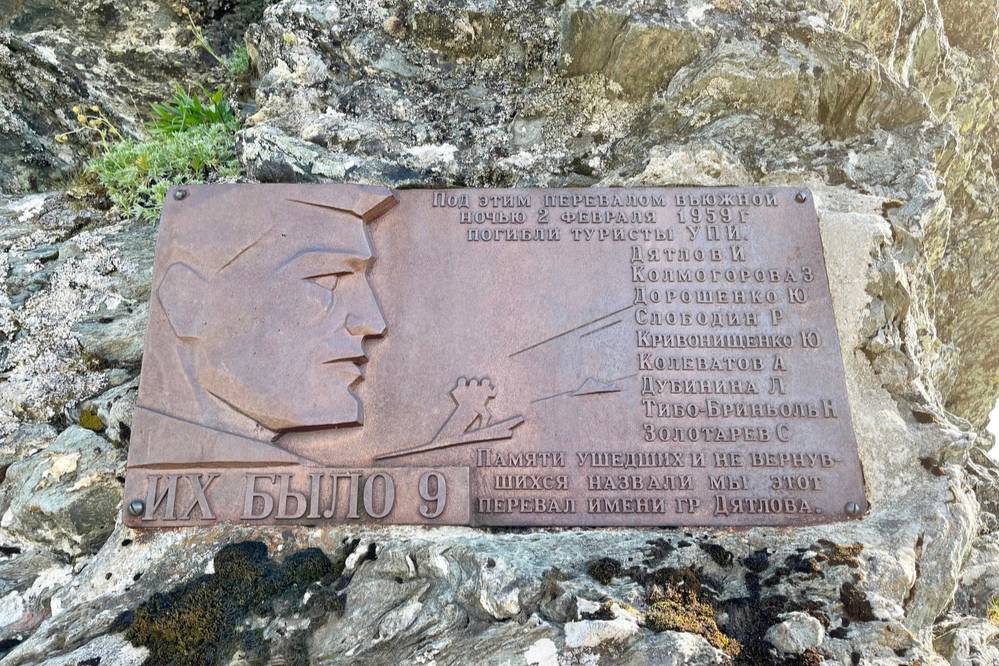 Под этим перевалом вьюжной
ночью 2 февраля 1959 г
погибли туристы УПИ.
Дятлов И
Колмогорова З
Дорошенко Ю
Слободин Р
Кривонищенко Ю
Колеватов А
Дубинина Л
Тибо-Бриньоль Н
Золотарев С
Памяти ушедших и не вернув-
шихся назвали мы этот
перевал имени гр Дятлова.
ИХ БЫЛО 9